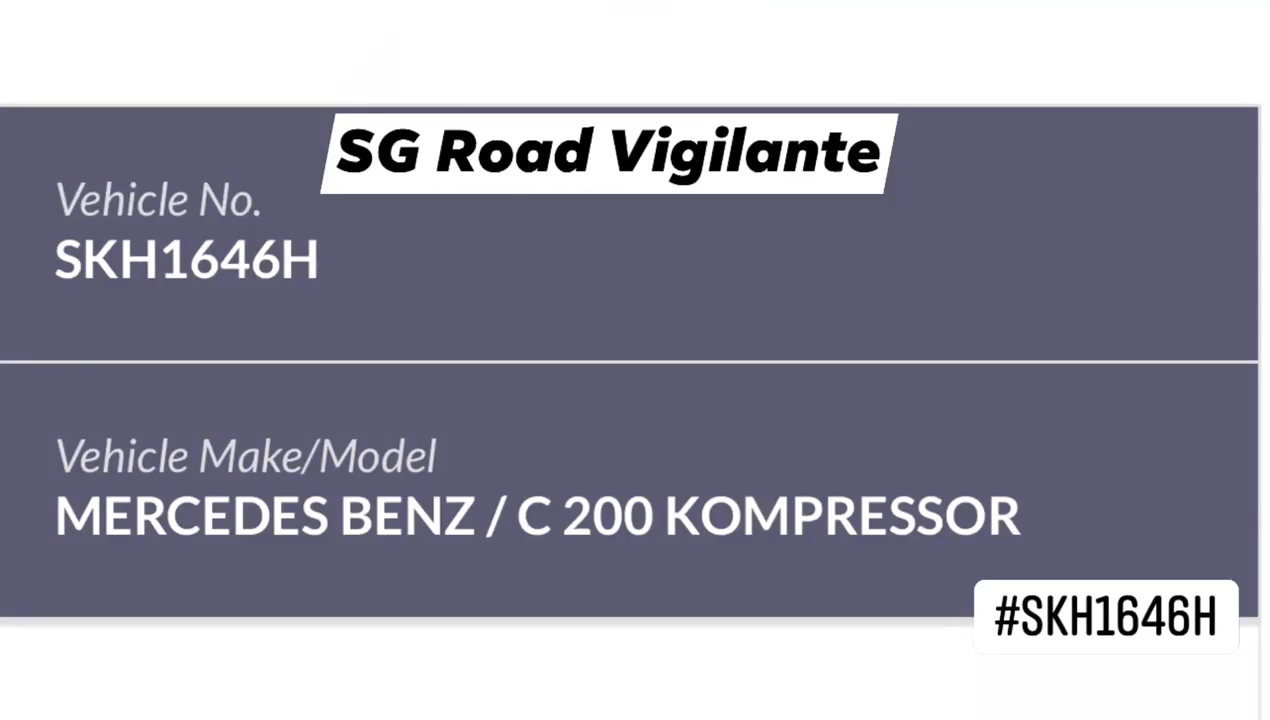 SG Road Vigilante
Vehicle No.
SKH1646H
Vehicle Make/Model
MERCEDES BENZ / C 200 KOMPRESSOR
#SKH1646H